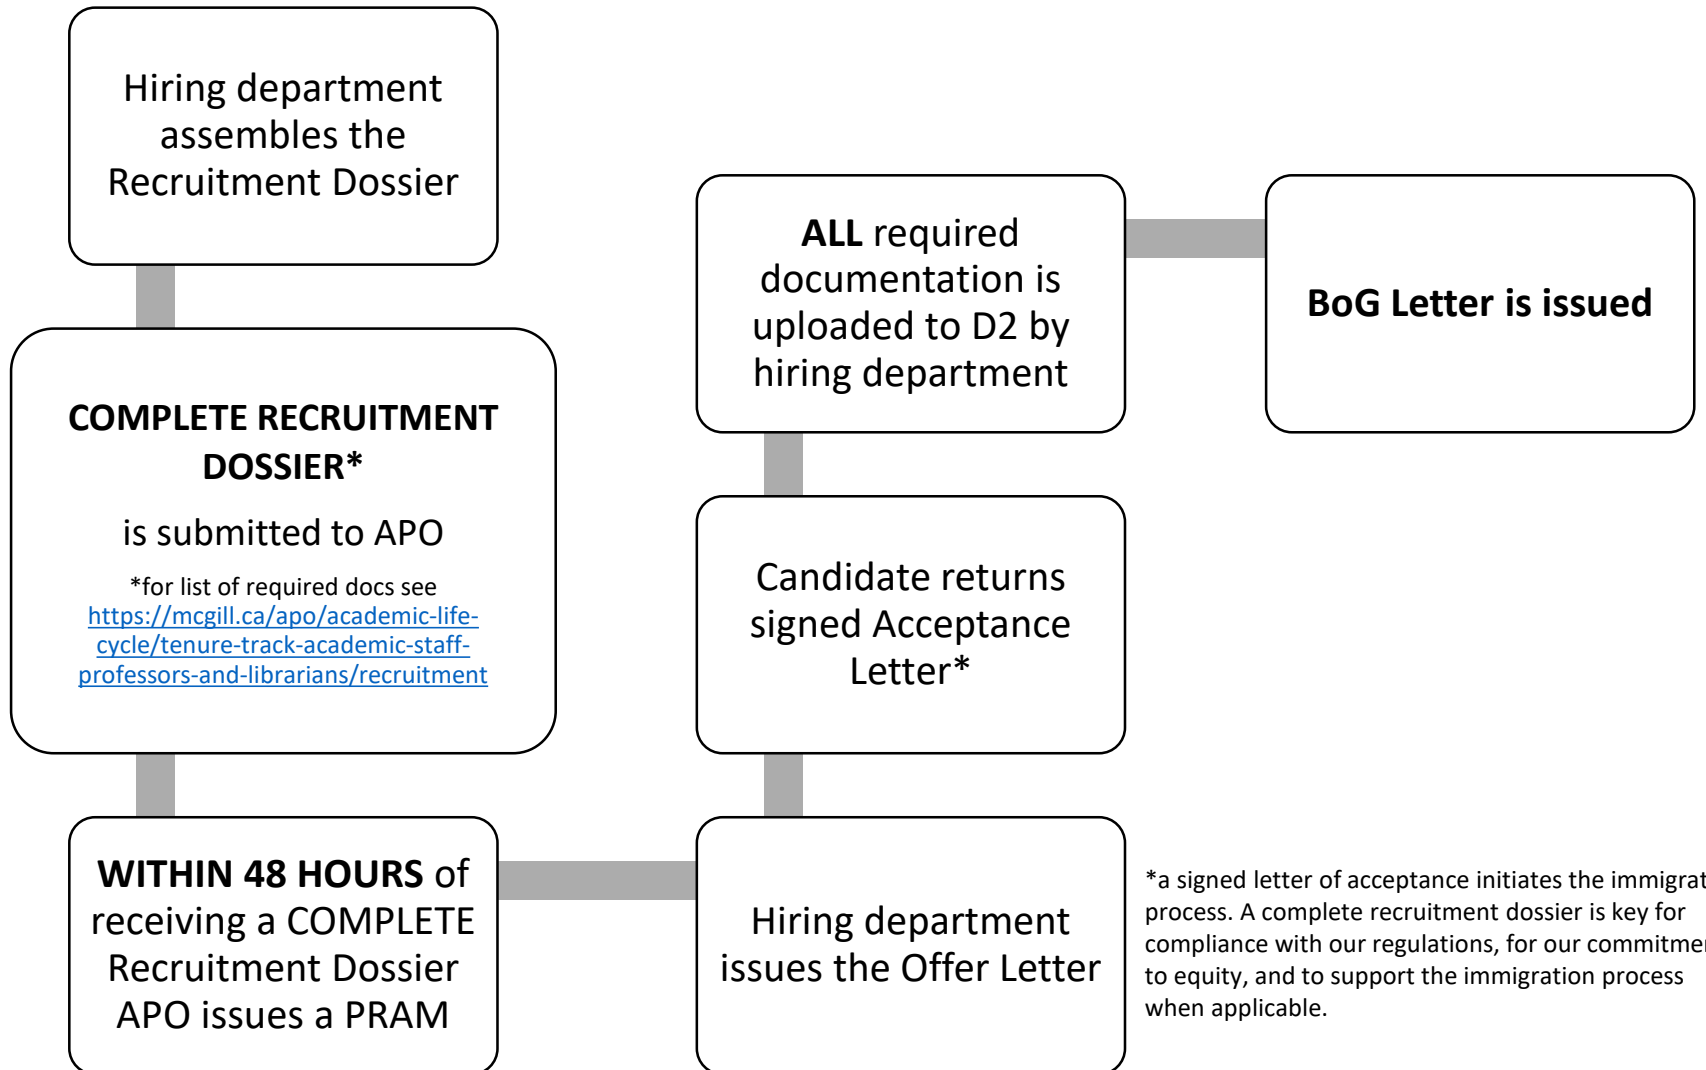 Hiring department
assembles the
Recruitment Dossier
COMPLETE RECRUITMENT
DOSSIER*
is submitted to APO
*for list of required docs see
https://mcgill.ca/apo/academic-life-
cycle/tenure-track-academic-staff-
professors-and-librarians/recruitment
WITHIN 48 HOURS of
receiving a COMPLETE
Recruitment Dossier
APO issues a PRAM
Hiring department
issues the Offer Letter
Candidate returns
signed Acceptance
Letter*
ALL required
documentation is
uploaded to D2 by
hiring department
BoG Letter is issued
*a signed letter of acceptance initiates the immigrat
process. A complete recruitment dossier is key for
compliance with our regulations, for our commitme
to equity, and to support the immigration process
when applicable.